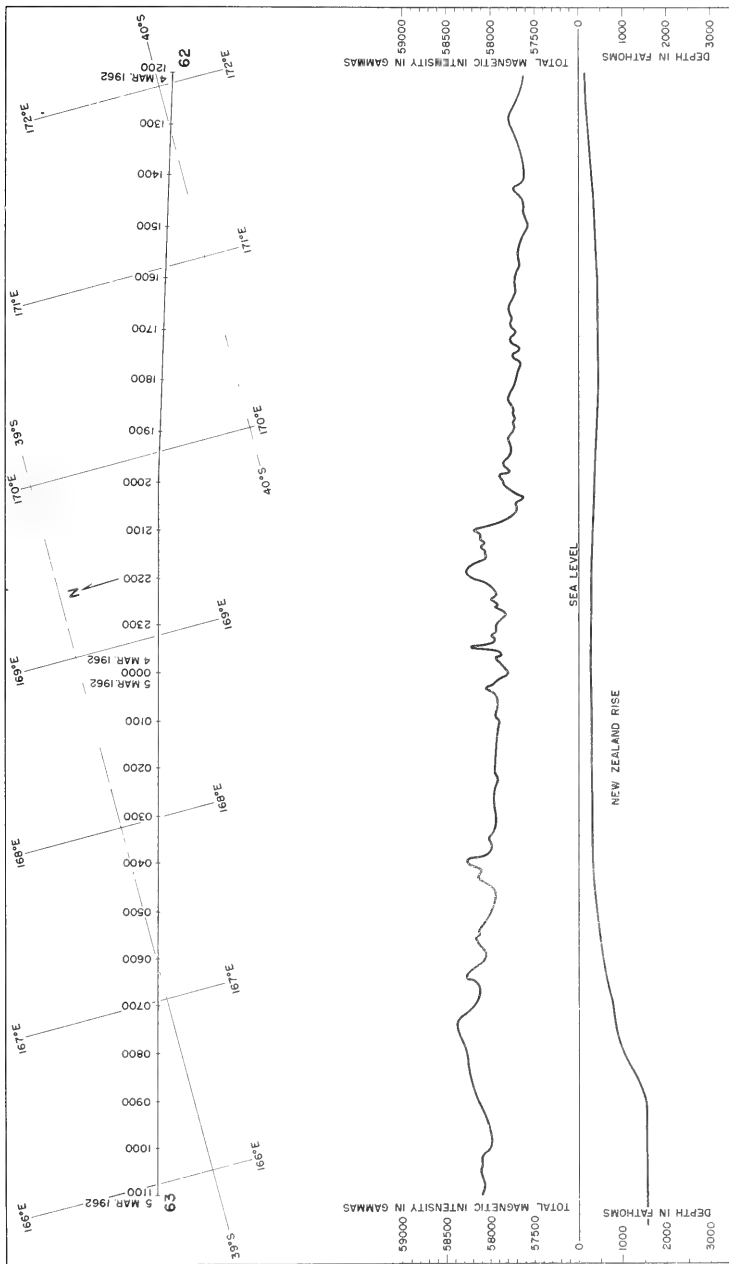 40°S
62
1200
4 MAR. 1962
172°E
172°E
1300
1400
1500
171°E
171°E
1600
1700
1800
39°S
170°E
170°E
40°S
1900
2000
2100
2200
N
2300
169°E
169°E
4 MAR. 1962
0000
5 MAR. 1962
0100
0200
168°E
168°E
0300
0400
0500
0600
167°E
167°E
0700
0800
0900
1000
166°E
166°E
1100
5 MAR. 1962
63
39°S
TOTAL MAGNETIC INTENSITY IN GAMMAS
59000
58500
58000
57500
TOTAL MAGNETIC INTENSITY IN GAMMAS
59000
58500
58000
57500
SEA LEVEL
NEW ZEALAND RISE
DEPTH IN FATHOMS
0
1000
2000
3000
DEPTH IN FATHOMS
0
1000
2000
3000